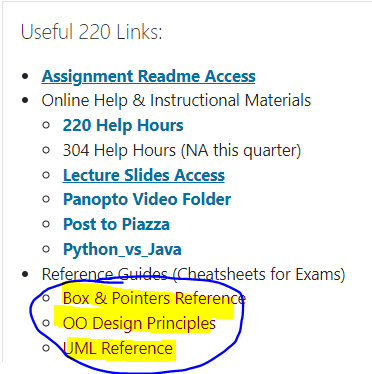 Useful 220 Links:
Assignment Readme Access
Online Help & Instructional Materials
220 Help Hours
304 Help Hours (NA this quarter)
Lecture Slides Access
Panopto Video Folder
Post to Piazza
Python_vs_Java
Reference Guides (Cheatsheets for Exams)
Box & Pointers Reference
OO Design Principles
UML Reference